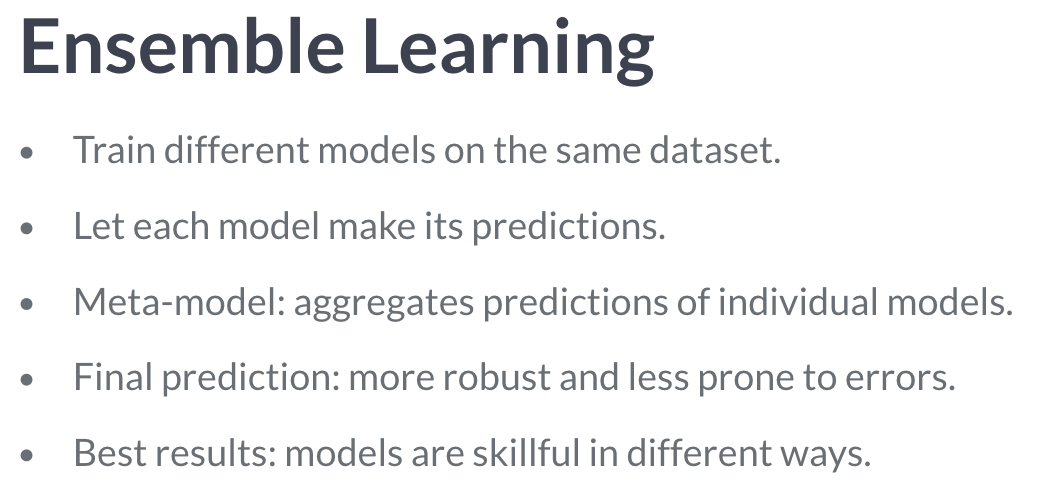 Ensemble Learning
• Train different models on the same dataset.
• Let each model make its predictions.
• Meta-model: aggregates predictions of individual models.
• Final prediction: more robust and less prone to errors.
• Best results: models are skillful in different ways.